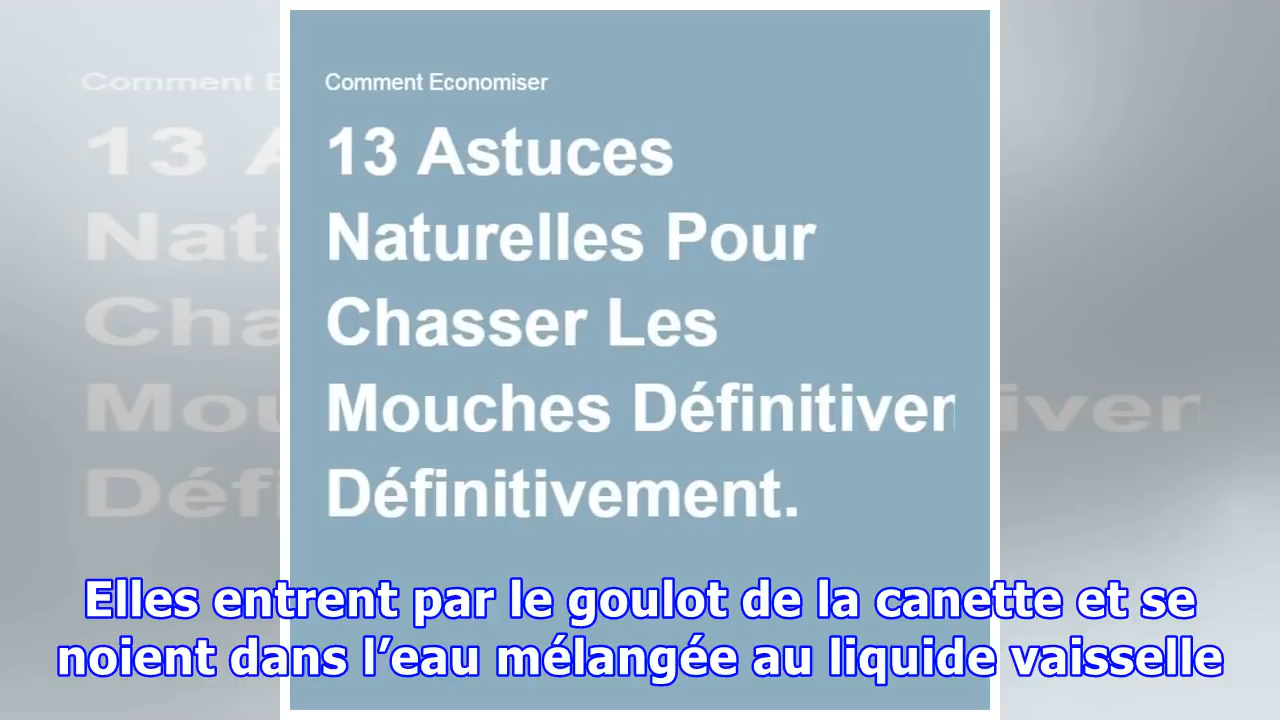 Comment Economiser
13 Astuces
Naturelles Pour
Chasser Les
Mouches Définitiver
Définitivement.
Elles entrent par le goulot de la canette et se
noient dans l’eau mélangée au liquide vaisselle